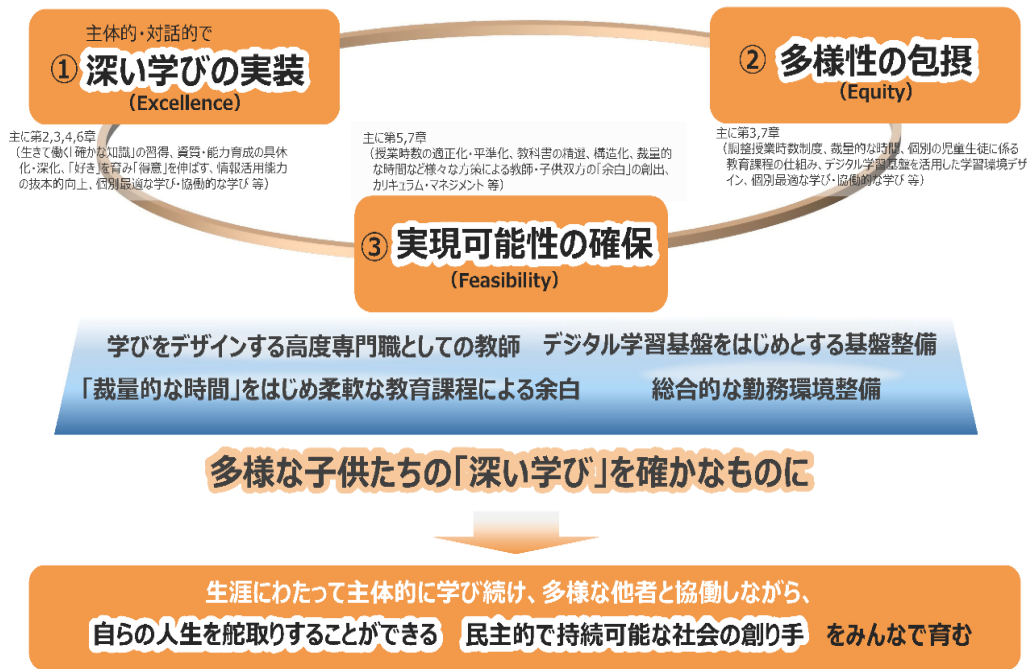 主体的・対話的で
① 深い学びの実装
(Excellence)
② 多様性の包摂
(Equity)
主に第2,3,4,6章
(「生きて働く「確かな知識」の習得、資質・能力育成の具体
化・深化、「好き」を育み「得意」を伸ばす、情報活用能力
の抜本的向上、個別最適な学び・協働的な学び 等)
主に第5,7章
(授業時数の適正化・平準化、教科書の精選、構造化、裁量的
な時間など様々な方策による教師・子供双方の「余白」の創出、
カリキュラム・マネジメント 等)
主に第3,7章
(調整授業時数制度、裁量的な時間、個別の児童生徒に係る
教育課程の仕組み、デジタル学習基盤を活用した学習環境デザ
イン、個別最適な学び・協働的な学び 等)
③ 実現可能性の確保
(Feasibility)
学びをデザインする高度専門職としての教師 デジタル学習基盤をはじめとする基盤整備
「裁量的な時間」をはじめ柔軟な教育課程による余白 総合的な勤務環境整備
多様な子供たちの「深い学び」を確かなものに
生涯にわたって主体的に学び続け、多様な他者と協働しながら、
自らの人生を舵取りすることができる 民主的で持続可能な社会の創り手 をみんなで育む